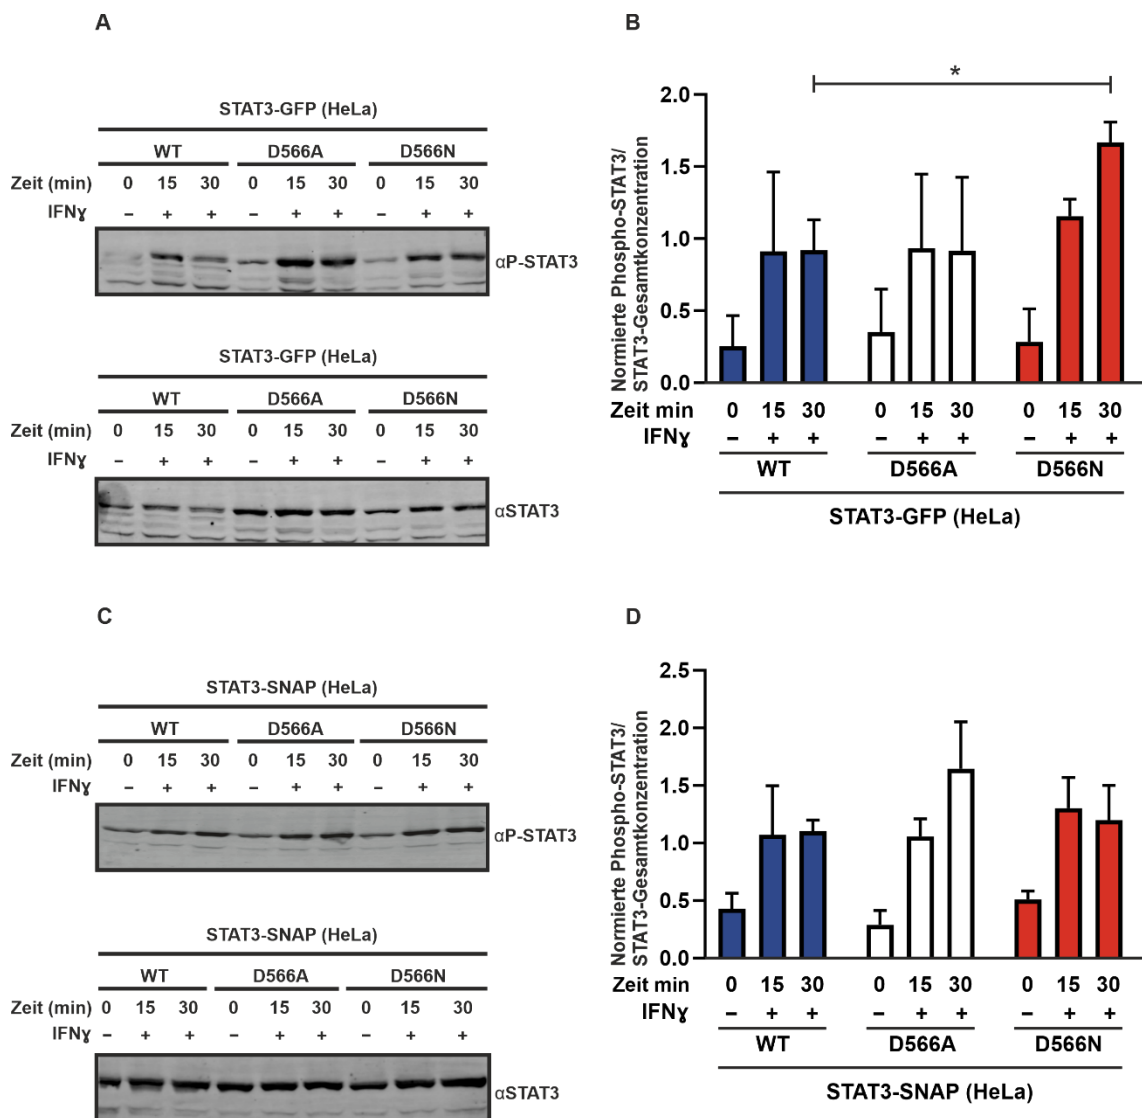 A
STAT3-GFP (HeLa)
WT D566A D566N
Zeit (min) 0 15 30 0 15 30 0 15 30
IFNɣ – + + – + + – + +
αP-STAT3
STAT3-GFP (HeLa)
WT D566A D566N
Zeit (min) 0 15 30 0 15 30 0 15 30
IFNɣ – + + – + + – + +
αSTAT3
B
*
Normierte Phospho-STAT3/
STAT3-Gesamtkonzentration
2.0
1.5
1.0
0.5
0.0
Zeit min 0 15 30 0 15 30 0 15 30
IFNɣ – + + – + + – + +
WT D566A D566N
STAT3-GFP (HeLa)
C
STAT3-SNAP (HeLa)
WT D566A D566N
Zeit (min) 0 15 30 0 15 30 0 15 30
IFNɣ – + + – + + – + +
αP-STAT3
STAT3-SNAP (HeLa)
WT D566A D566N
Zeit (min) 0 15 30 0 15 30 0 15 30
IFNɣ – + + – + + – + +
αSTAT3
D
Normierte Phospho-STAT3/
STAT3-Gesamtkonzentration
2.5
2.0
1.5
1.0
0.5
0.0
Zeit min 0 15 30 0 15 30 0 15 30
IFNɣ – + + – + + – + +
WT D566A D566N
STAT3-SNAP (HeLa)